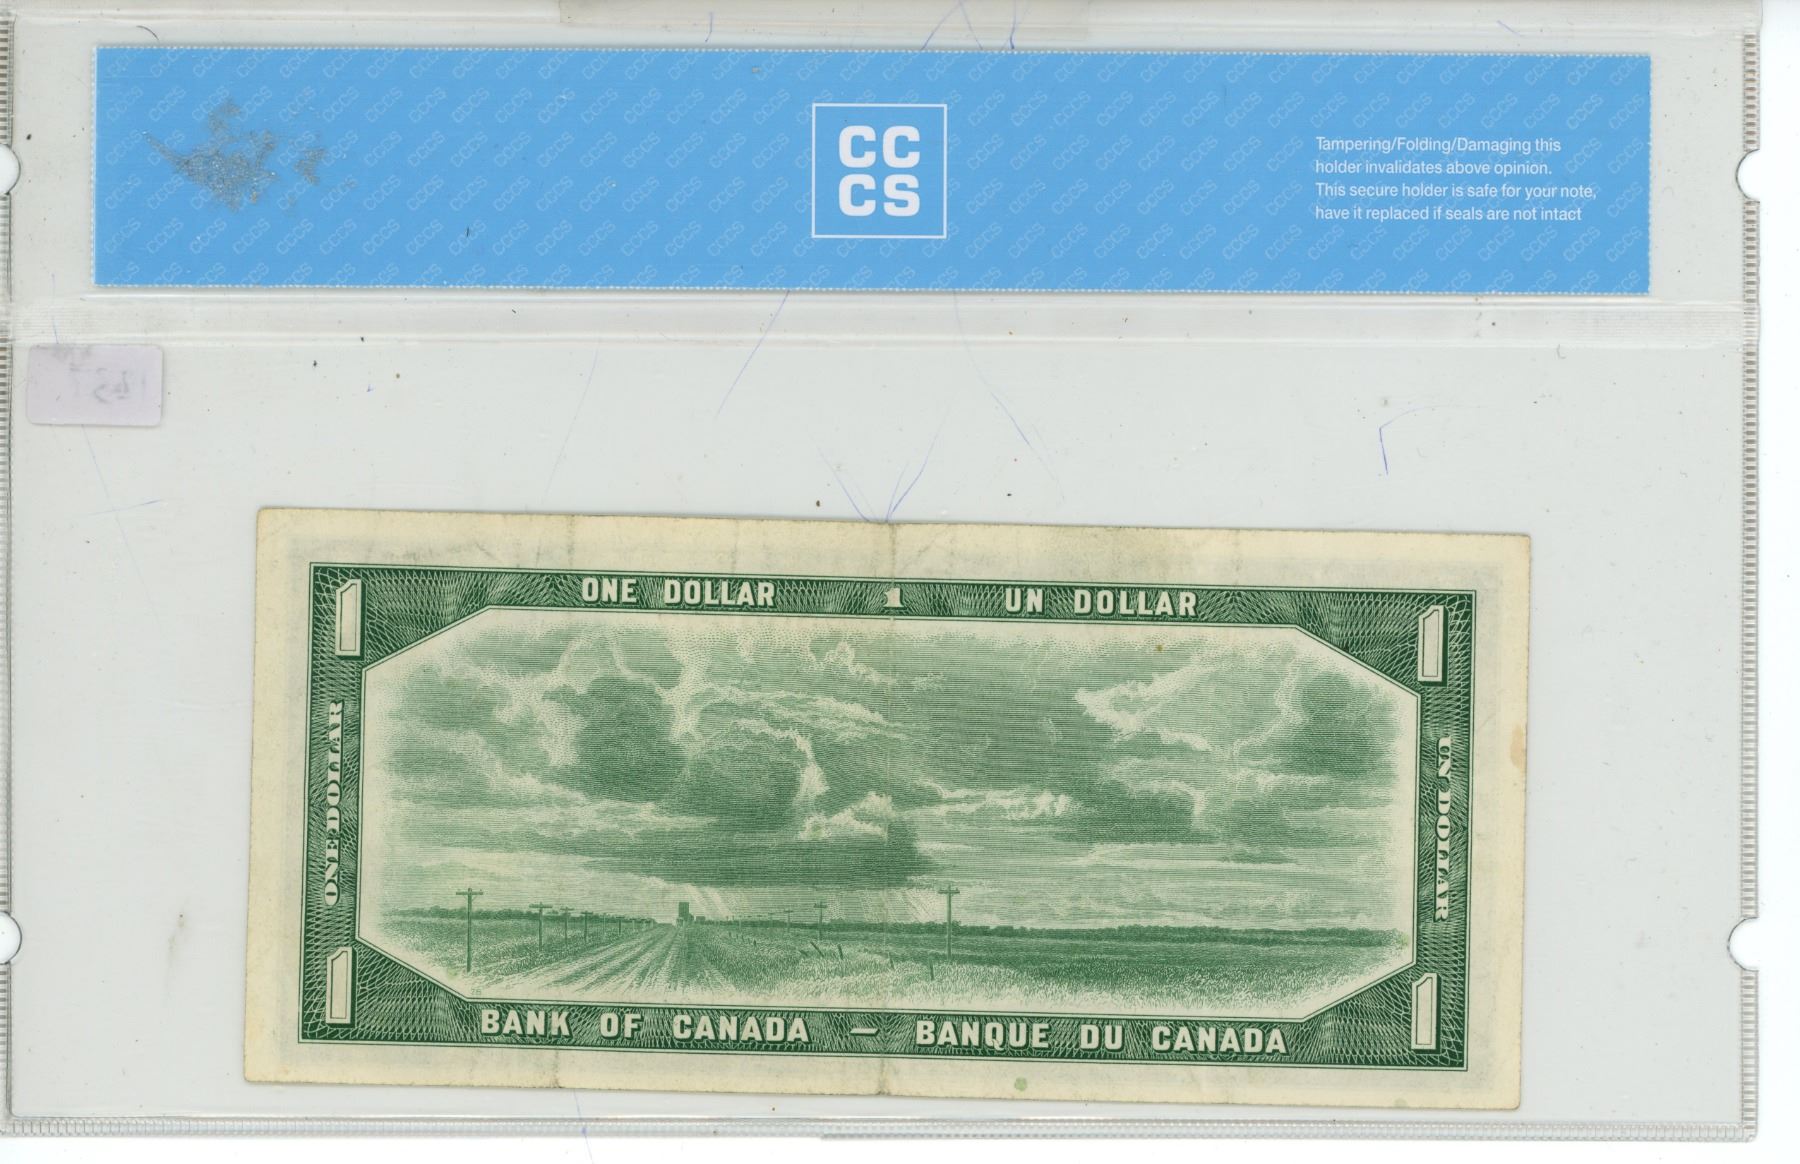 CC
CS
Tampering/Folding/Damaging this
holder invalidates above opinion.
This secure holder is safe for your note,
have it replaced if seals are not intact
ONE DOLLAR 1 UN DOLLAR
1
1
ONE DOLLAR
UN DOLLAR
1
1
BANK OF CANADA — BANQUE DU CANADA